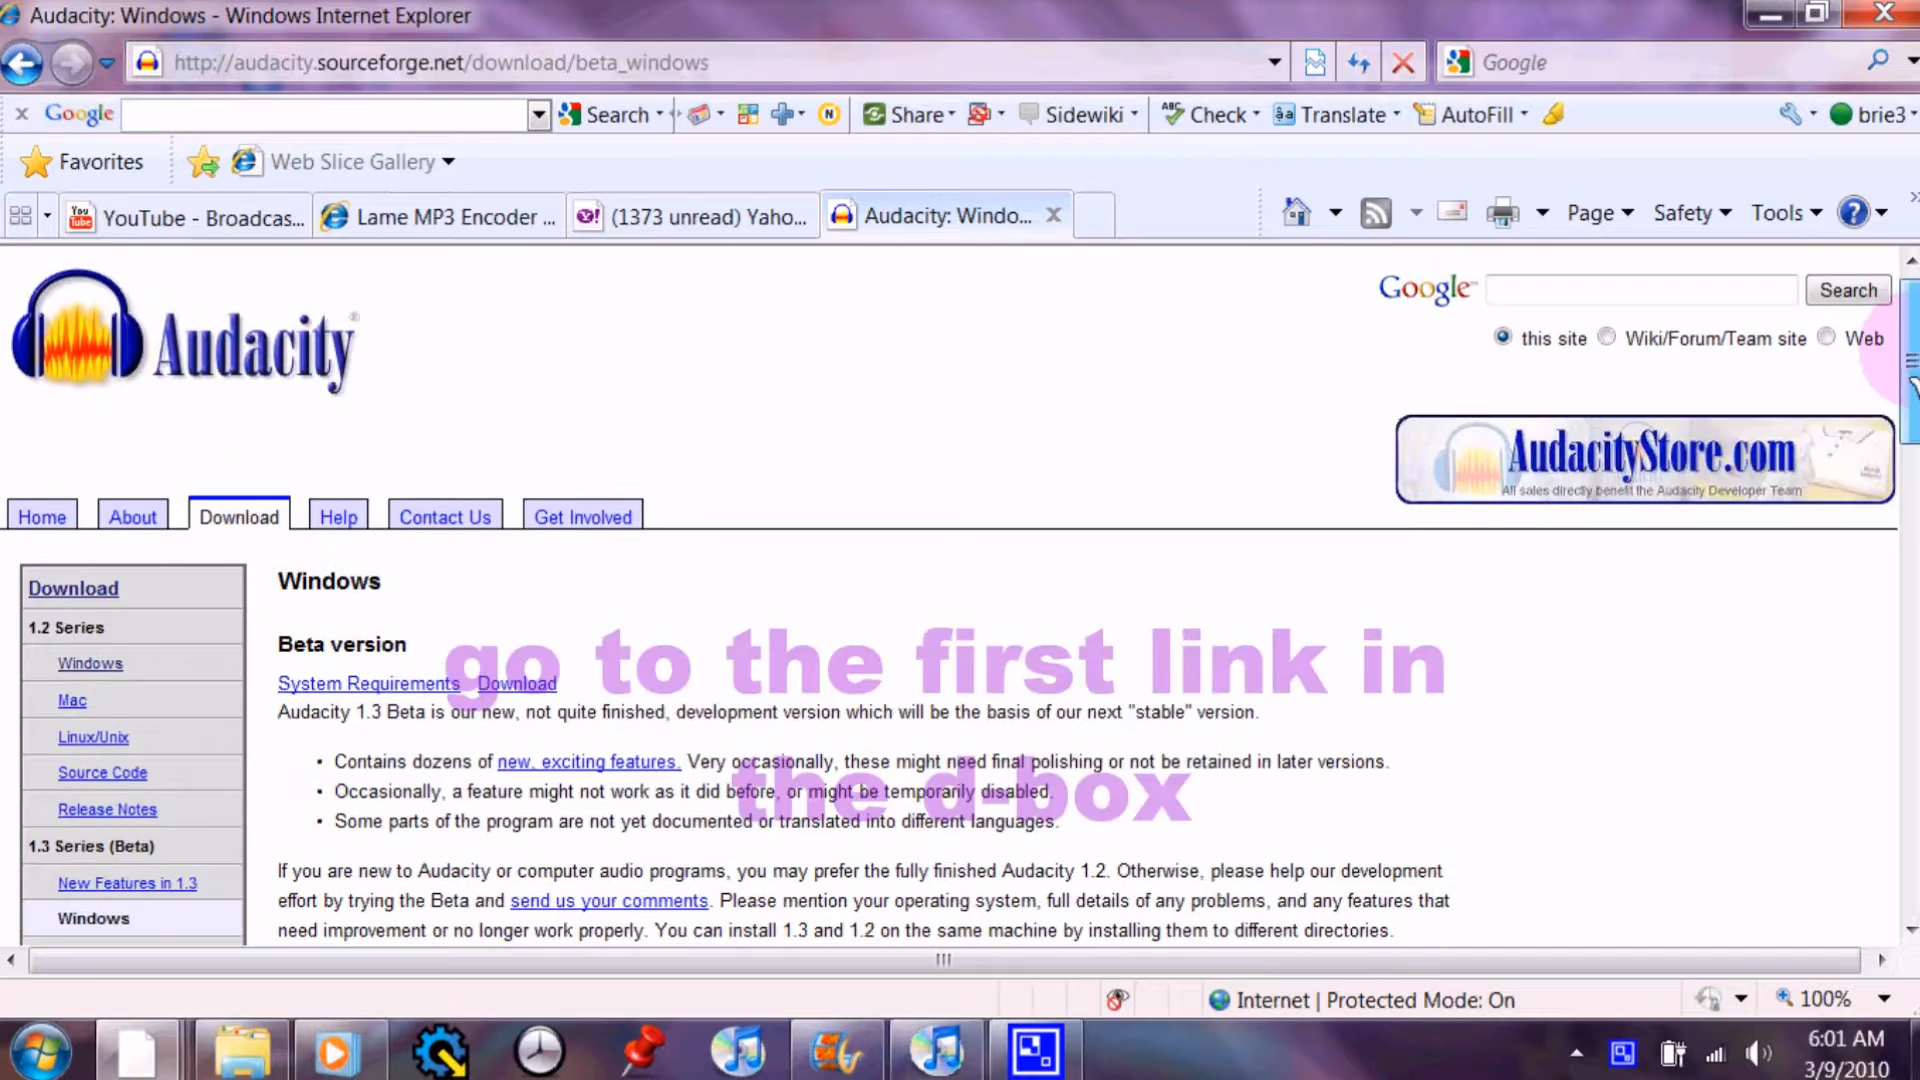 Audacity: Windows - Windows Internet Explorer
http://audacity.sourceforge.net/download/beta_windows
Google
Google
Search
Share
Sidewiki
Check
Translate
AutoFill
brie3
Favorites
Web Slice Gallery
YouTube - Broadcas...
Lame MP3 Encoder ...
(1373 unread) Yaho...
Audacity: Windo...
Page
Safety
Tools
Audacity
Google
Search
this site
Wiki/Forum/Team site
Web
AudacityStore.com
All sales directly benefit the Audacity Developer Team
Home
About
Download
Help
Contact Us
Get Involved
Download
1.2 Series
Windows
Mac
Linux/Unix
Source Code
Release Notes
1.3 Series (Beta)
New Features in 1.3
Windows
Windows
Beta version
go to the first link in
the d-box
System Requirements Download
Audacity 1.3 Beta is our new, not quite finished, development version which will be the basis of our next "stable" version.
• Contains dozens of new, exciting features. Very occasionally, these might need final polishing or not be retained in later versions.
• Occasionally, a feature might not work as it did before, or might be temporarily disabled.
• Some parts of the program are not yet documented or translated into different languages.
If you are new to Audacity or computer audio programs, you may prefer the fully finished Audacity 1.2. Otherwise, please help our development
effort by trying the Beta and send us your comments. Please mention your operating system, full details of any problems, and any features that
need improvement or no longer work properly. You can install 1.3 and 1.2 on the same machine by installing them to different directories.
Internet | Protected Mode: On
100%
6:01 AM
3/9/2010